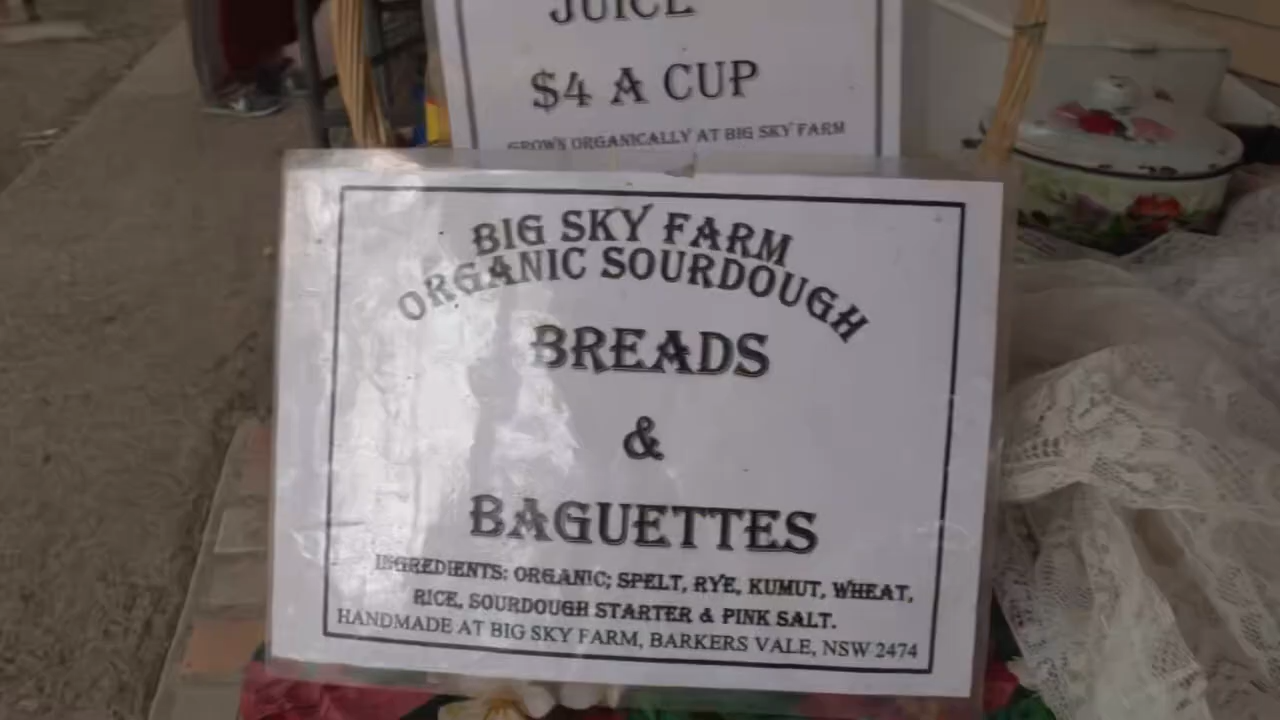 JUICE
$4 A CUP
GROWN ORGANICALLY AT BIG SKY FARM
BIG SKY FARM
ORGANIC SOURDOUGH
BREADS
&
BAGUETTES
INGREDIENTS: ORGANIC; SPELT, RYE, KUMUT, WHEAT,
RICE, SOURDOUGH STARTER & PINK SALT.
HANDMADE AT BIG SKY FARM, BARKERS VALE, NSW 2474